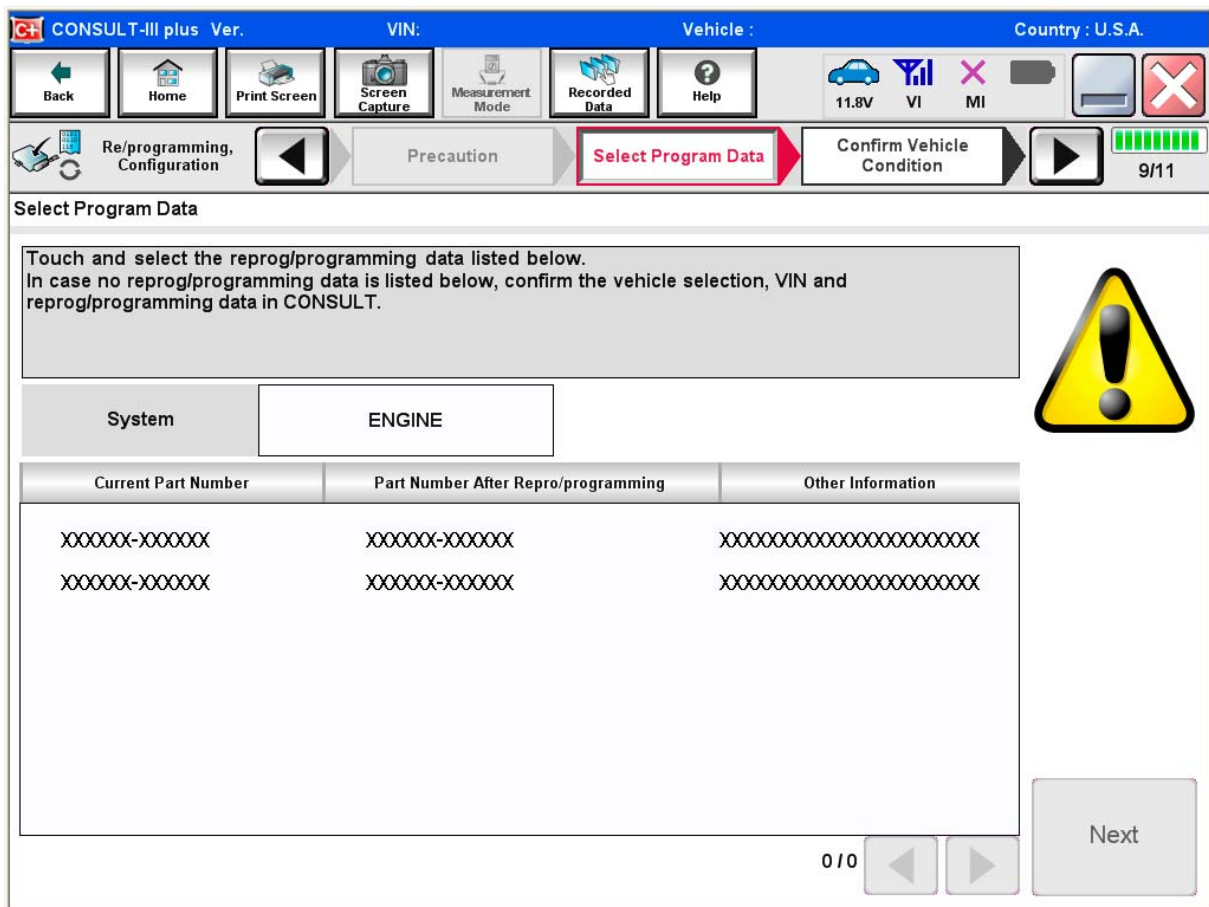 C+ CONSULT-III plus Ver. VIN: Vehicle : Country : U.S.A.
Back Home Print Screen Screen Capture Measurement Mode Recorded Data Help 11.8V VI MI
Re/programming, Configuration Precaution Select Program Data Confirm Vehicle Condition 9/11
Select Program Data
Touch and select the reprog/programming data listed below.
In case no reprog/programming data is listed below, confirm the vehicle selection, VIN and
reprog/programming data in CONSULT.
System ENGINE
Current Part Number Part Number After Repro/programming Other Information
XXXXXX-XXXXXX XXXXXX-XXXXXX XXXXXXXXXXXXXXXXXXXXXX
XXXXXX-XXXXXX XXXXXX-XXXXXX XXXXXXXXXXXXXXXXXXXXXX
Next
0/0